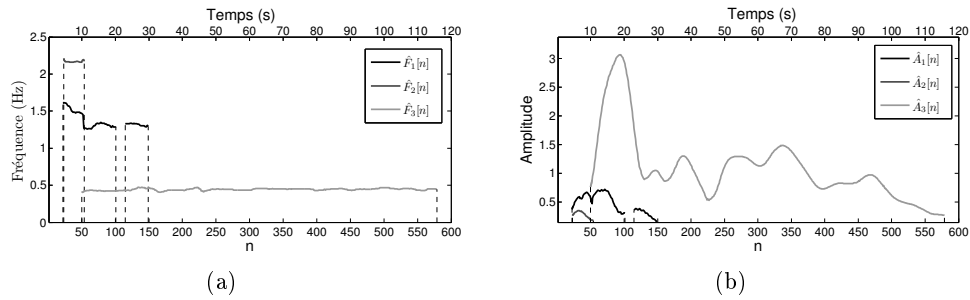 Temps (s)
10 20 30 40 50 60 70 80 90 100 110 120
2.5
2
1.5
1
0.5
0
Fréquence (Hz)
F̂₁[n]
F̂₂[n]
F̂₃[n]
50 100 150 200 250 300 350 400 450 500 550 600
n
(a)
Temps (s)
10 20 30 40 50 60 70 80 90 100 110 120
3
2.5
2
1.5
1
0.5
Amplitude
Â₁[n]
Â₂[n]
Â₃[n]
50 100 150 200 250 300 350 400 450 500 550 600
n
(b)